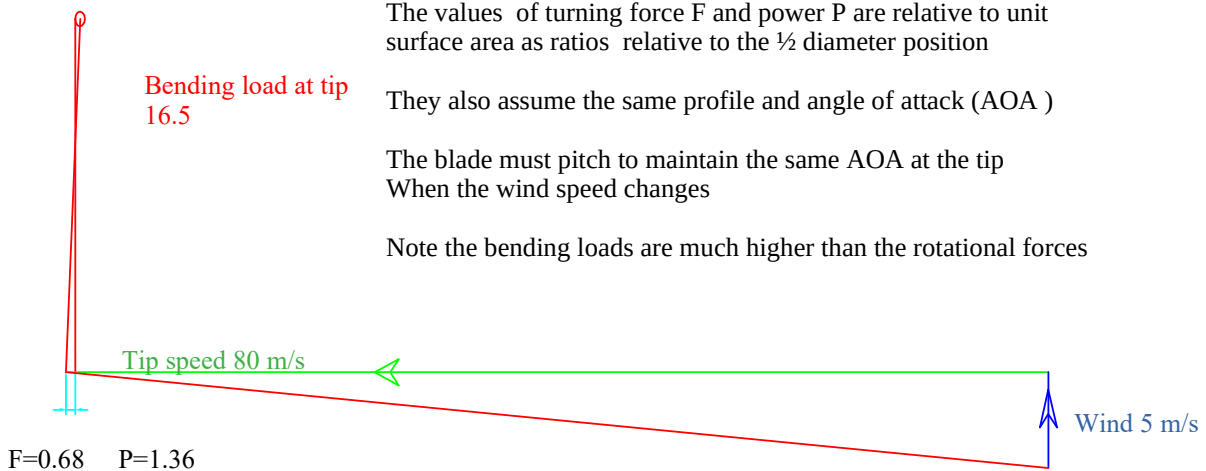 The values of turning force F and power P are relative to unit
surface area as ratios relative to the ½ diameter position
Bending load at tip
16.5
They also assume the same profile and angle of attack (AOA )
The blade must pitch to maintain the same AOA at the tip
When the wind speed changes
Note the bending loads are much higher than the rotational forces
Tip speed 80 m/s
Wind 5 m/s
F=0.68 P=1.36